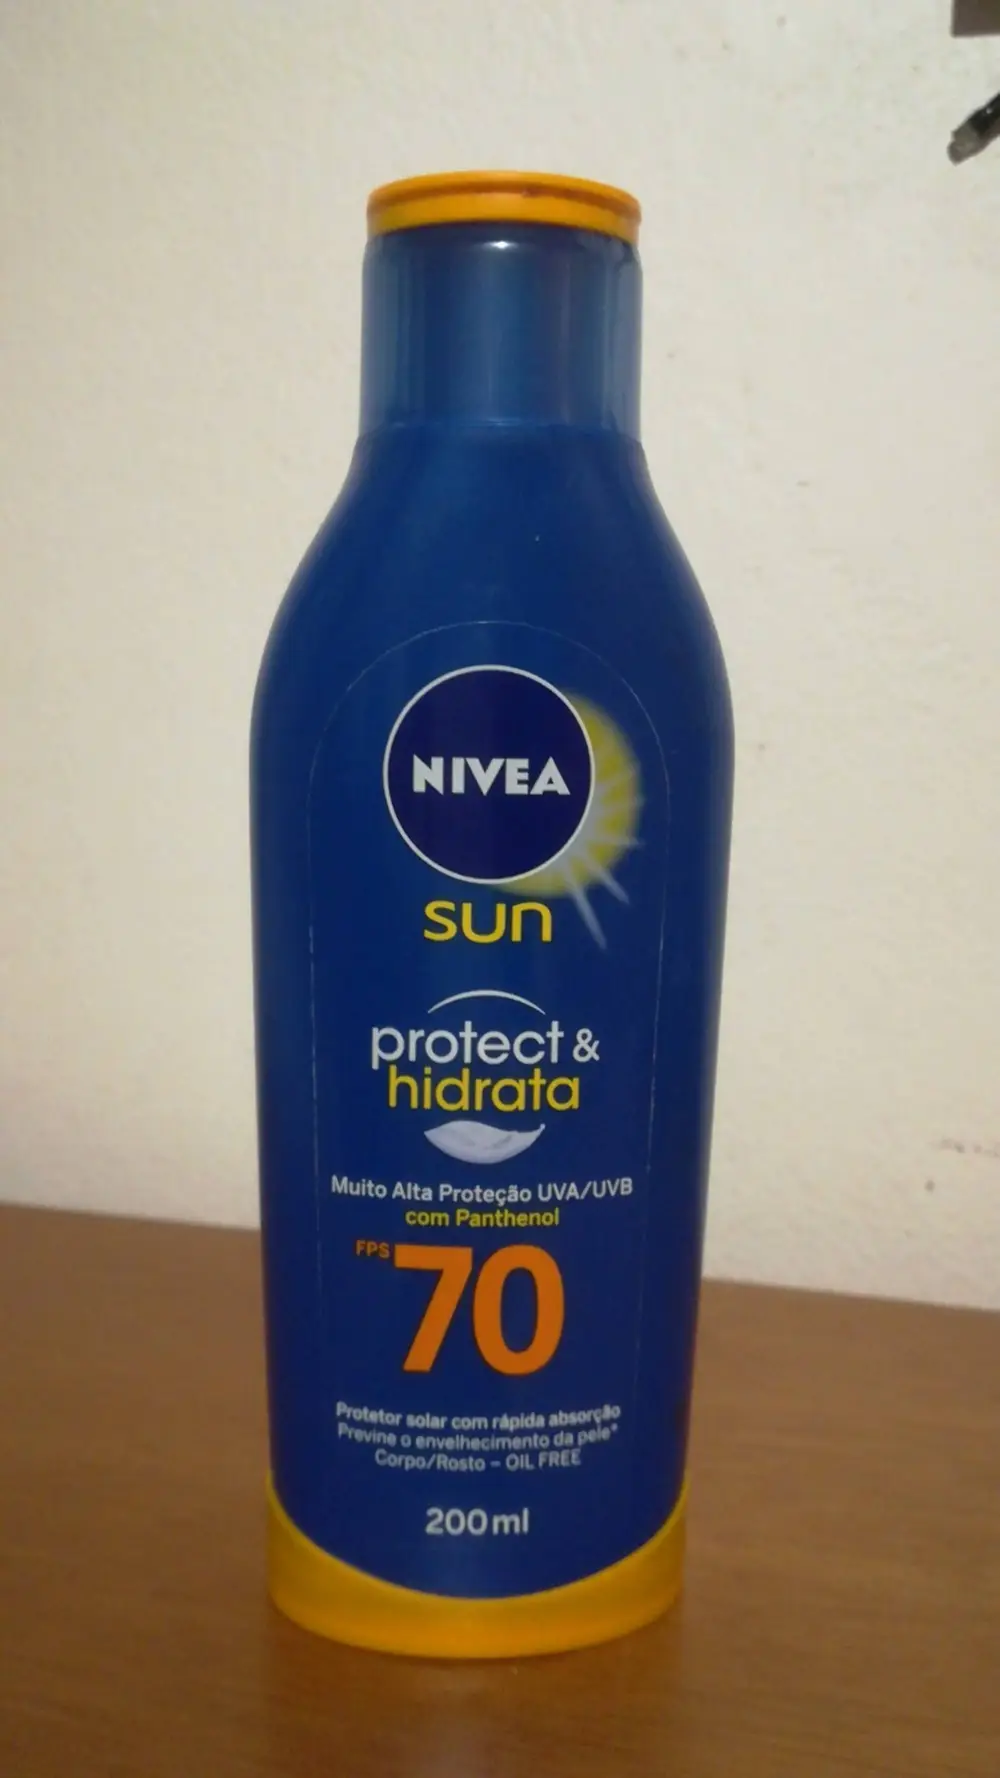 NIVEA
sun
protect &
hidrata
Muito Alta Proteção UVA/UVB
com Panthenol
FPS 70
Protetor solar com rápida absorção
Previne o envelhecimento da pele*
Corpo/Rosto – OIL FREE
200ml